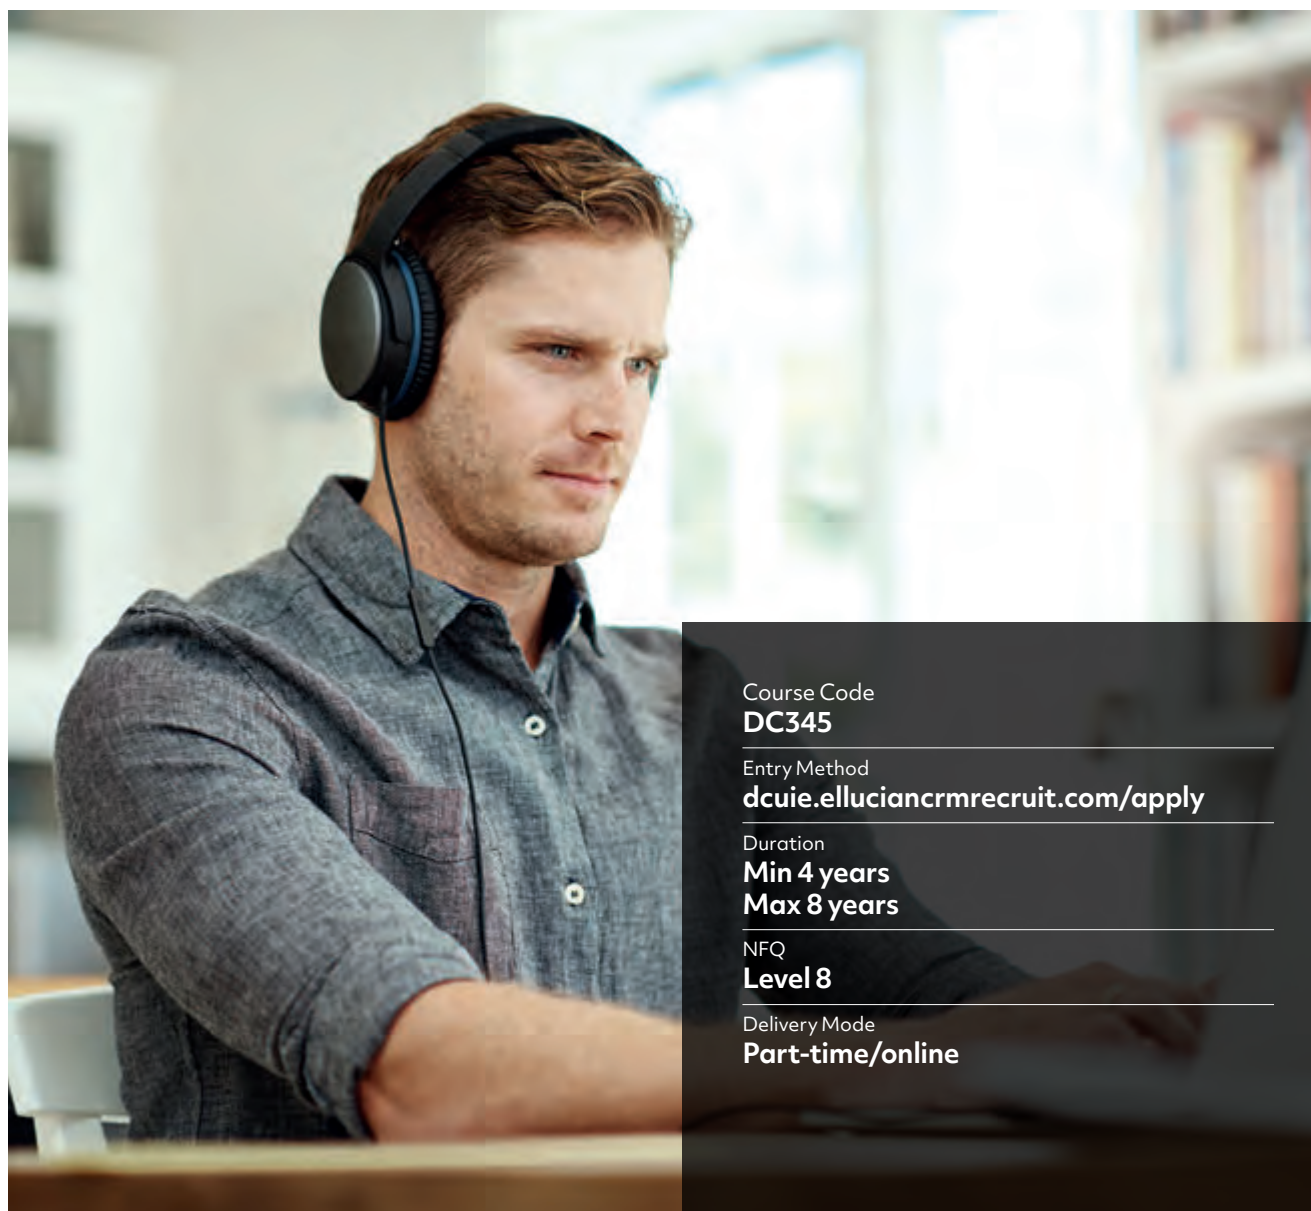 Course Code
DC345
Entry Method
dcuie.elluciancrmrecruit.com/apply
Duration
Min 4 years
Max 8 years
NFQ
Level 8
Delivery Mode
Part-time/online